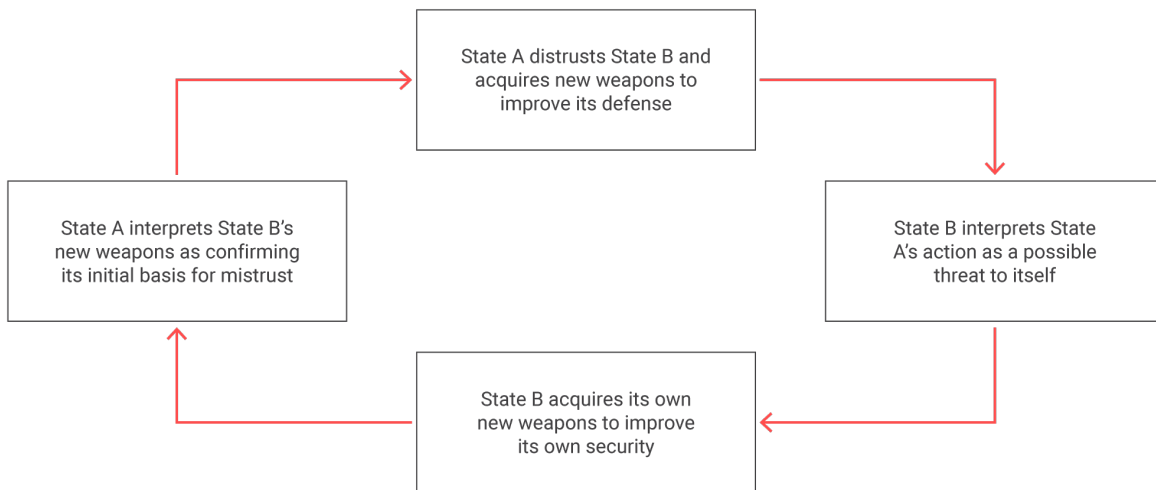 State A distrusts State B and
acquires new weapons to
improve its defense
State B interprets State
A’s action as a possible
threat to itself
State B acquires its own
new weapons to improve
its own security
State A interprets State B’s
new weapons as confirming
its initial basis for mistrust